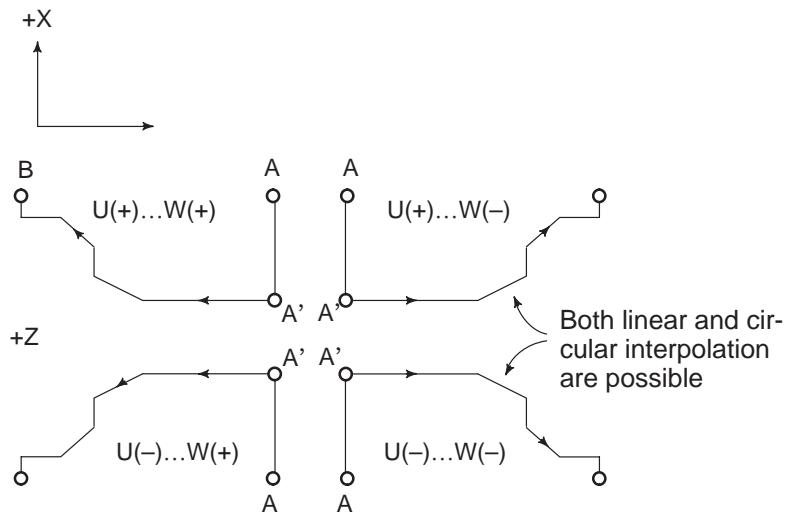 +X
B
A
A
U(+)...W(+)
U(+)...W(–)
A'
A'
+Z
Both linear and cir-
cular interpolation
are possible
A'
A'
U(–)...W(+)
U(–)...W(–)
A
A